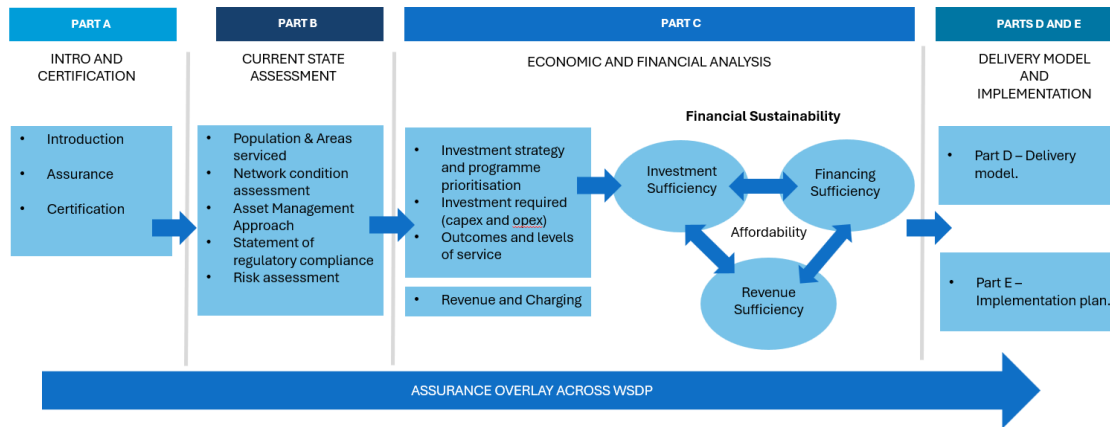 PART A
INTRO AND
CERTIFICATION
• Introduction
• Assurance
• Certification
PART B
CURRENT STATE
ASSESSMENT
• Population & Areas
serviced
• Network condition
assessment
• Asset Management
Approach
• Statement of
regulatory compliance
• Risk assessment
PART C
ECONOMIC AND FINANCIAL ANALYSIS
• Investment strategy
and programme
prioritisation
• Investment required
(capex and opex)
• Outcomes and levels
of service
• Revenue and Charging
Financial Sustainability
Investment
Sufficiency
Financing
Sufficiency
Affordability
Revenue
Sufficiency
PARTS D AND E
DELIVERY MODEL
AND
IMPLEMENTATION
• Part D – Delivery
model.
• Part E –
Implementation plan.
ASSURANCE OVERLAY ACROSS WSDP